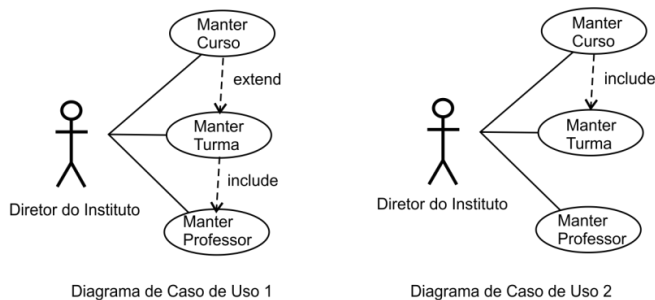 Manter
Curso
extend
Manter
Turma
include
Diretor do Instituto
Manter
Professor
Diagrama de Caso de Uso 1
Manter
Curso
include
Manter
Turma
Diretor do Instituto
Manter
Professor
Diagrama de Caso de Uso 2